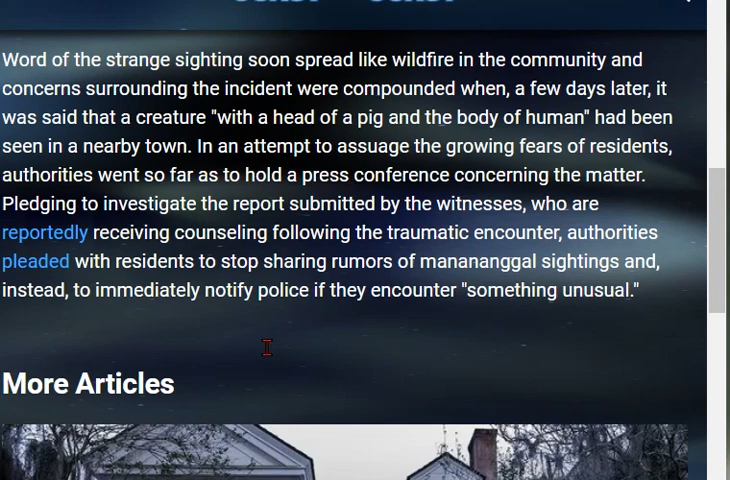 Word of the strange sighting soon spread like wildfire in the community and
concerns surrounding the incident were compounded when, a few days later, it
was said that a creature "with a head of a pig and the body of human" had been
seen in a nearby town. In an attempt to assuage the growing fears of residents,
authorities went so far as to hold a press conference concerning the matter.
Pledging to investigate the report submitted by the witnesses, who are
reportedly receiving counseling following the traumatic encounter, authorities
pleaded with residents to stop sharing rumors of manananggal sightings and,
instead, to immediately notify police if they encounter "something unusual."
More Articles